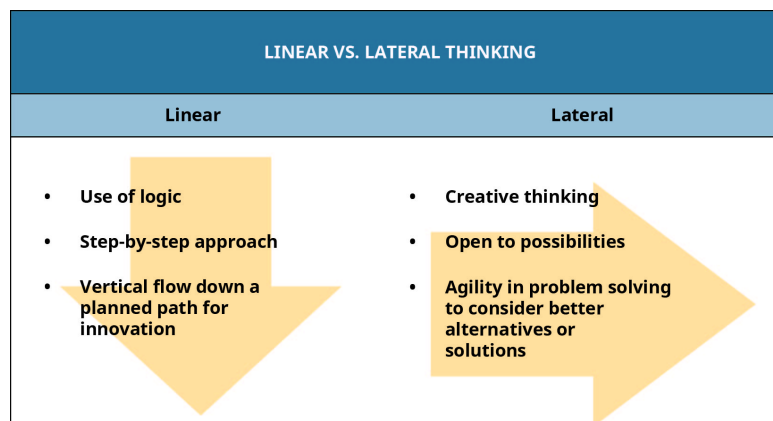 LINEAR VS. LATERAL THINKING
Linear
Lateral
• Use of logic
• Step-by-step approach
• Vertical flow down a
planned path for
innovation
• Creative thinking
• Open to possibilities
• Agility in problem solving
to consider better
alternatives or
solutions